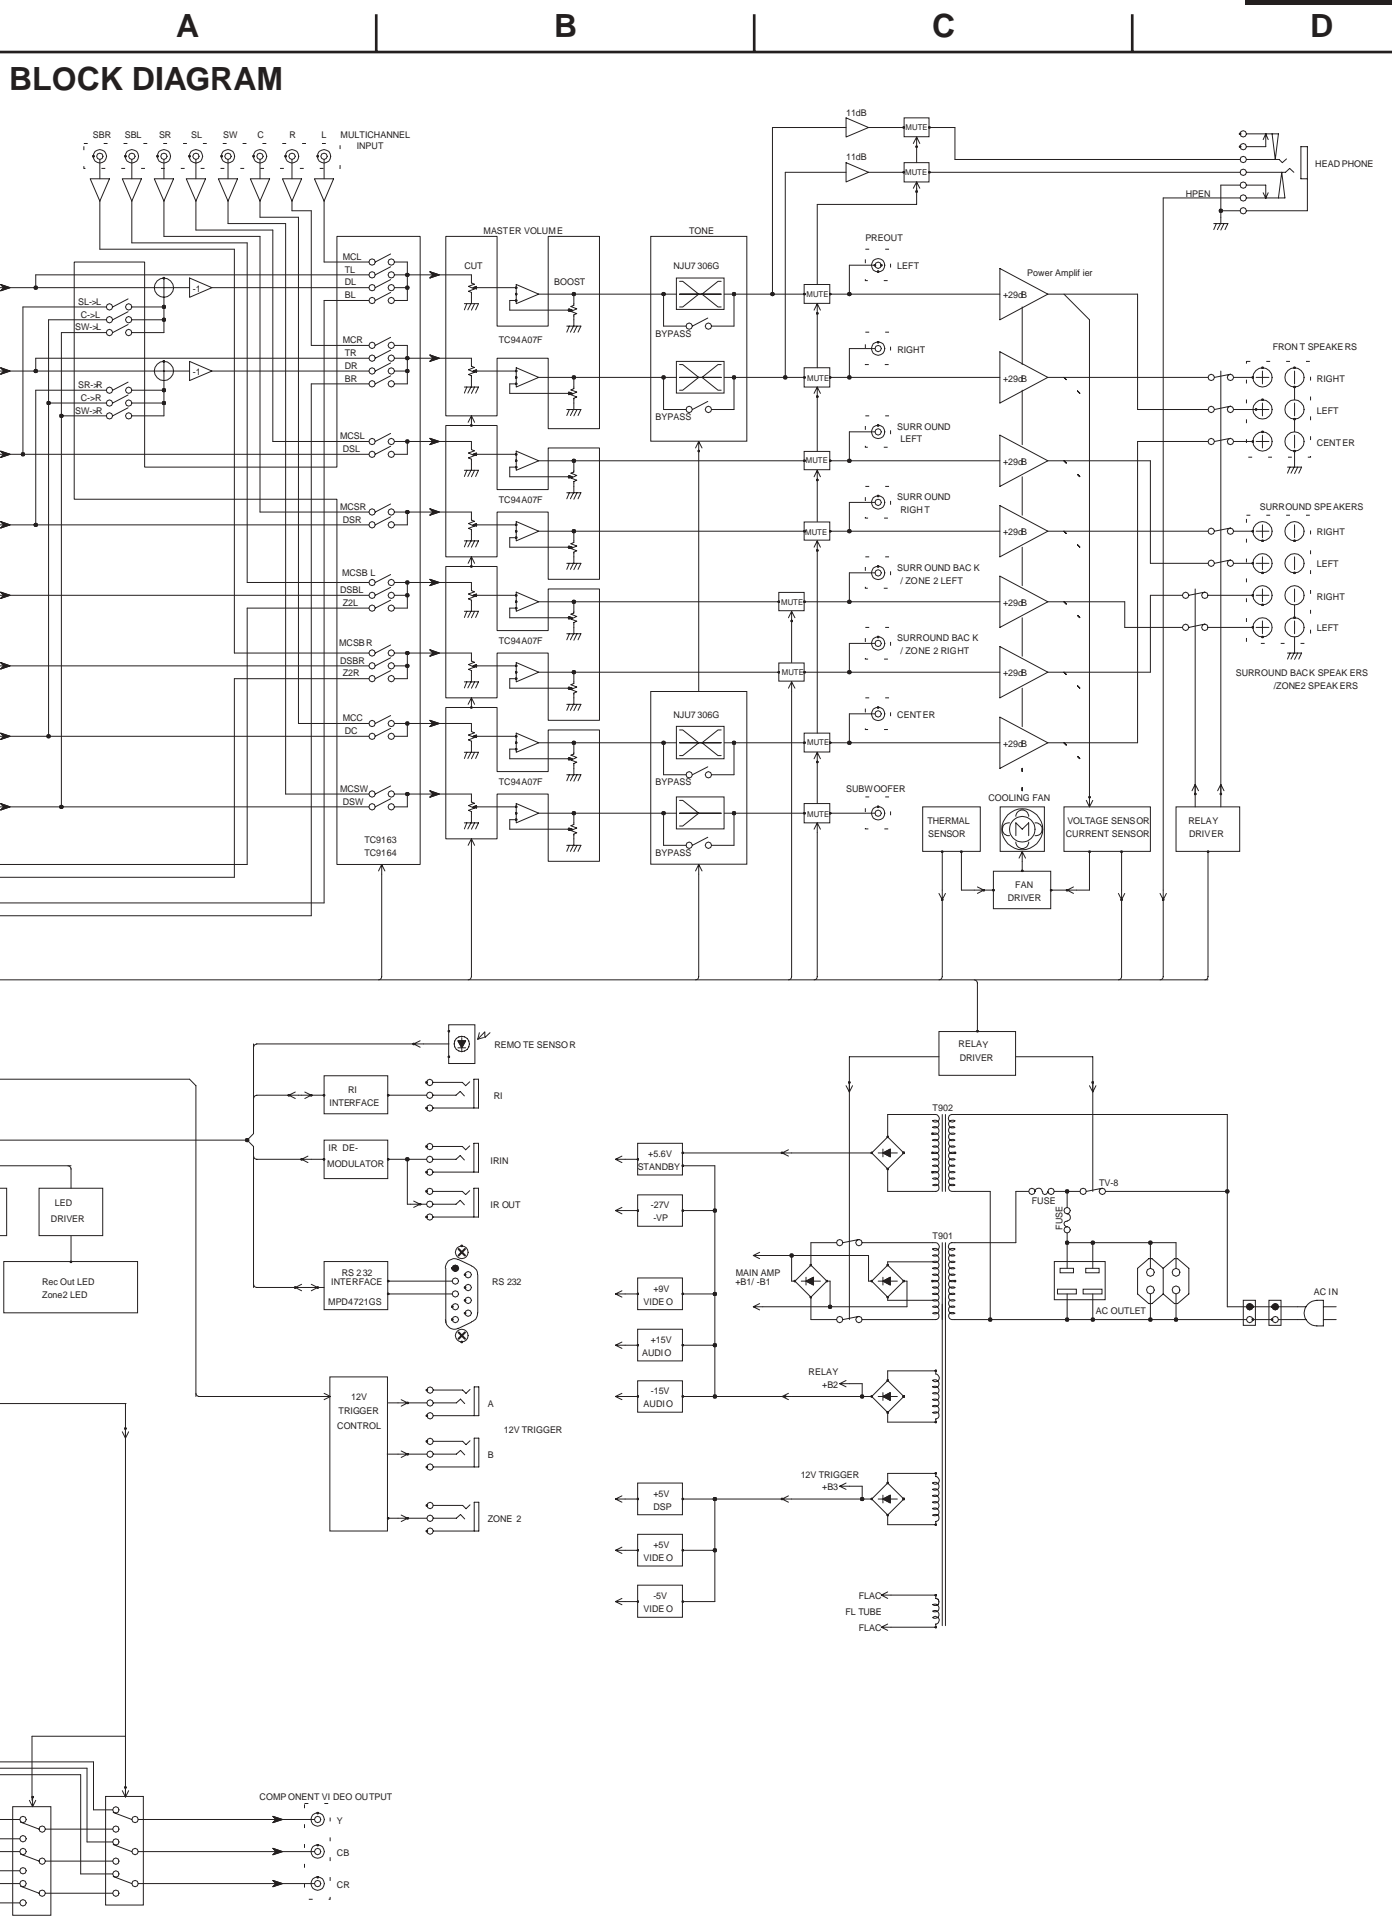 A B C D
BLOCK DIAGRAM
SBR SBL SR SL SW C R L MULTICHANNEL
INPUT
11dB
MUTE
11dB
MUTE
HEAD PHONE
HPEN
MASTER VOLUME
TONE
PREOUT
LEFT
MCL
TL
DL
BL
CUT
BOOST
NJU7306G
BYPASS
MUTE
Power Amplifier
+29dB
-1
SL->L
C->L
SW->L
TC94A07F
MCR
TR
DR
BR
-1
SR->R
C->R
SW->R
BYPASS
MUTE
RIGHT
+29dB
FRONT SPEAKERS
RIGHT
LEFT
CENTER
MCSL
DSL
TC94A07F
MUTE
SURROUND
LEFT
+29dB
MCSR
DSR
MUTE
SURROUND
RIGHT
+29dB
SURROUND SPEAKERS
RIGHT
LEFT
RIGHT
LEFT
SURROUND BACK SPEAKERS
/ZONE2 SPEAKERS
MCSBL
DSBL
Z2L
TC94A07F
MUTE
SURROUND BACK
/ ZONE 2 LEFT
+29dB
MCSBR
DSBR
Z2R
MUTE
SURROUND BACK
/ ZONE 2 RIGHT
+29dB
MCC
DC
TC94A07F
NJU7306G
BYPASS
MUTE
CENTER
+29dB
MCSW
DSW
TC9163
TC9164
BYPASS
MUTE
SUBWOOFER
COOLING FAN
THERMAL
SENSOR
M
VOLTAGE SENSOR
CURRENT SENSOR
RELAY
DRIVER
FAN
DRIVER
REMOTE SENSOR
RI
INTERFACE
RI
IR DE-
MODULATOR
IRIN
IR OUT
LED
DRIVER
Rec Out LED
Zone2 LED
RS 232
INTERFACE
MPD4721GS
RS 232
12V
TRIGGER
CONTROL
A
12V TRIGGER
B
ZONE 2
RELAY
DRIVER
T902
+5.6V
STANDBY
-27V
-VP
TV-8
FUSE
FUSE
T901
MAIN AMP
+B1/ -B1
+9V
VIDEO
AC OUTLET
AC IN
+15V
AUDIO
-15V
AUDIO
RELAY
+B2
12V TRIGGER
+B3
+5V
DSP
+5V
VIDEO
-5V
VIDEO
FLAC
FL TUBE
FLAC
COMPONENT VIDEO OUTPUT
Y
CB
CR